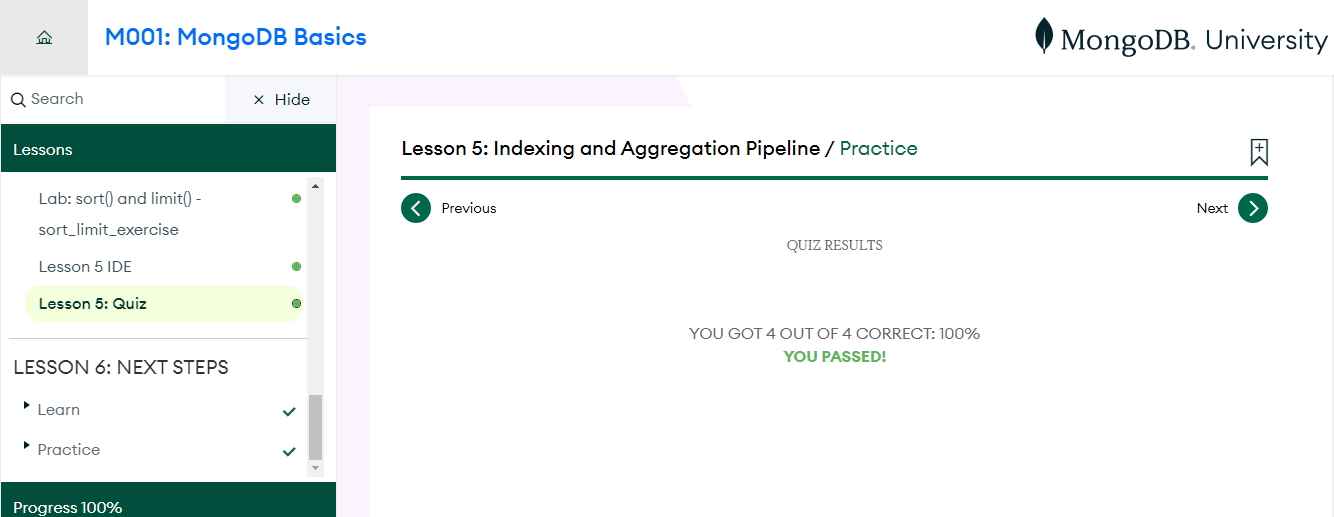 M001: MongoDB Basics
MongoDB. University
Search
Hide
Lessons
Lab: sort() and limit() -
sort_limit_exercise
Lesson 5 IDE
Lesson 5: Quiz
LESSON 6: NEXT STEPS
Learn
Practice
Progress 100%
Lesson 5: Indexing and Aggregation Pipeline / Practice
Previous
Next
QUIZ RESULTS
YOU GOT 4 OUT OF 4 CORRECT: 100%
YOU PASSED!